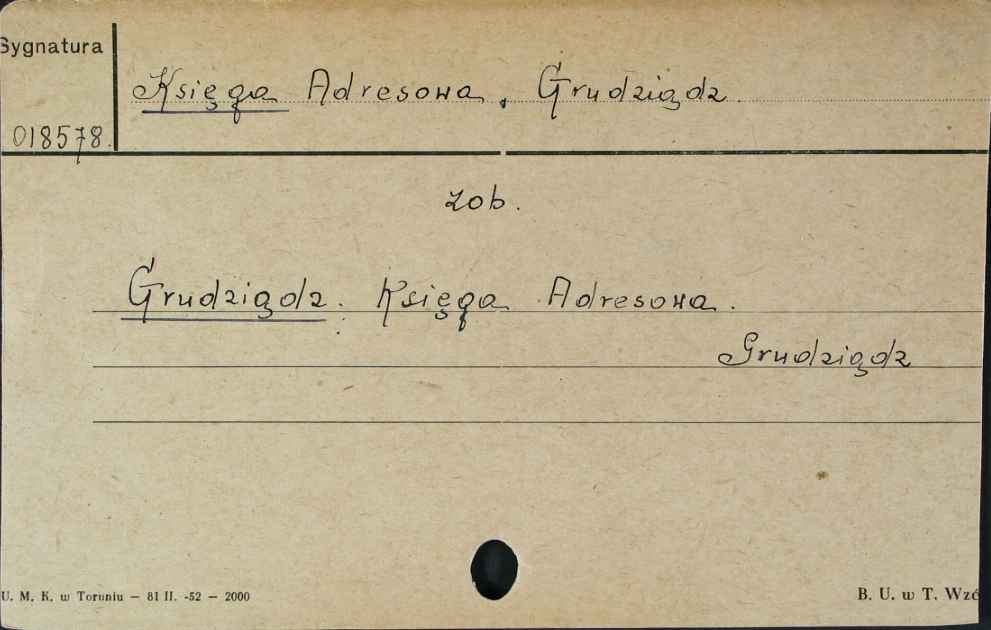 Sygnatura
Księga Adresowa, Grudziądz.
018578.
zob.
Grudziądz. Księga Adresowa.
Grudziądz
U. M. K. w Toruniu — 81 II. -52 — 2000
B. U. w T. Wzó